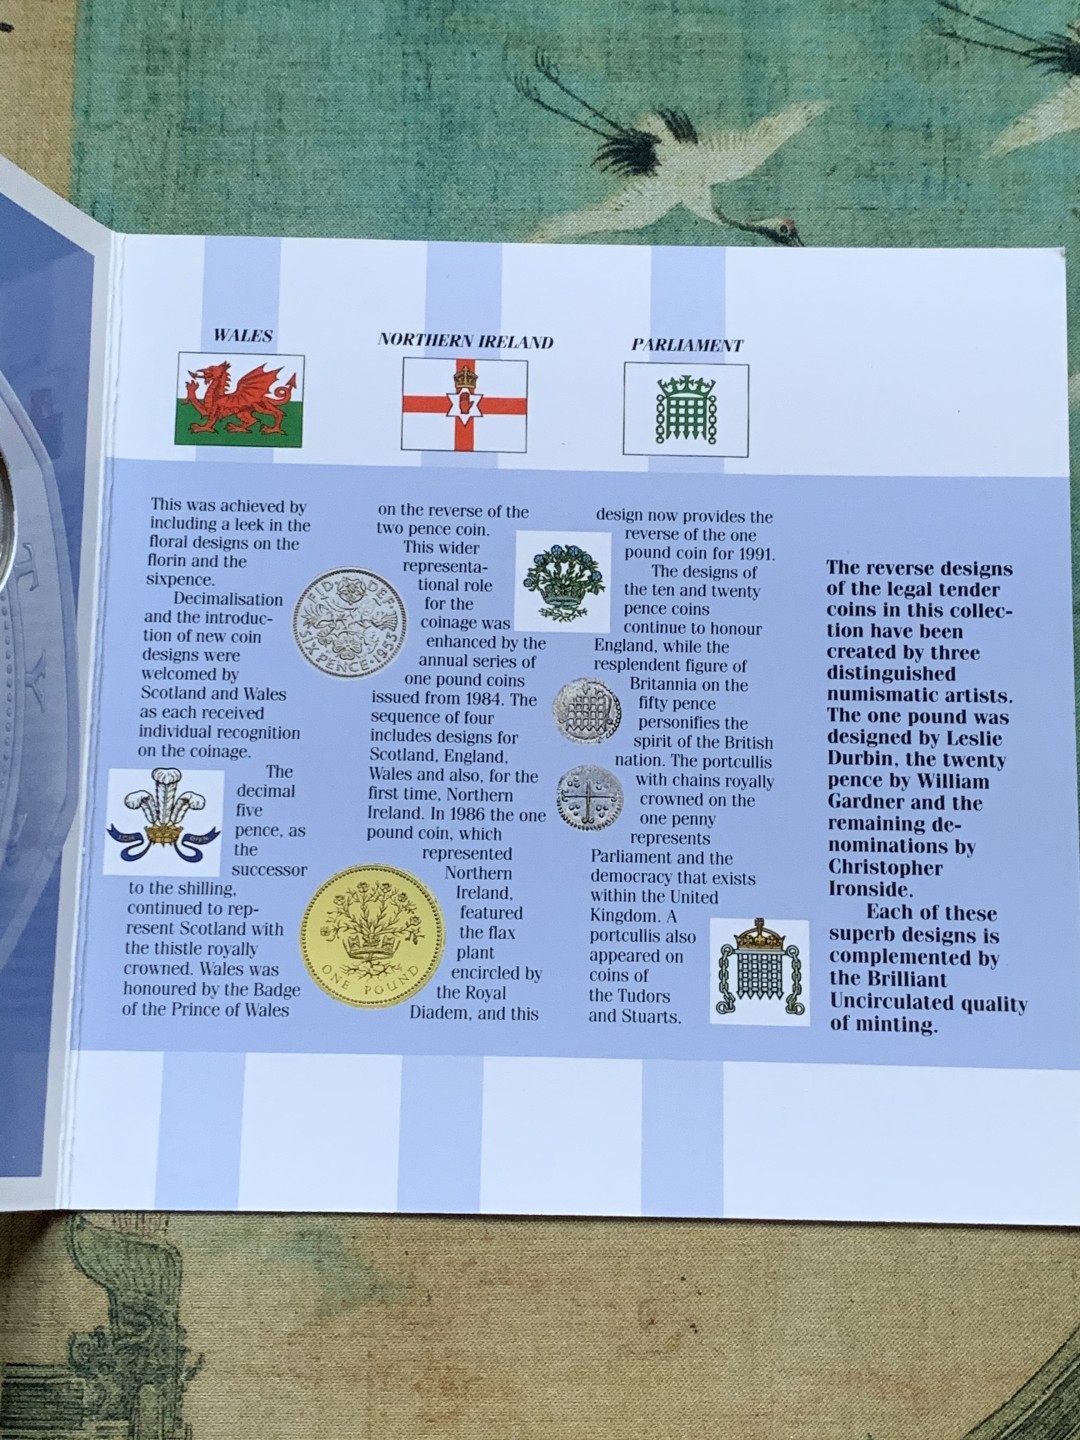 WALES
NORTHERN IRELAND
PARLIAMENT
This was achieved by
including a leek in the
floral designs on the
florin and the
sixpence.
Decimalisation
and the introduc-
tion of new coin
designs were
welcomed by
Scotland and Wales
as each received
individual recognition
on the coinage.
The
decimal
five
pence, as
the
successor
to the shilling,
continued to rep-
resent Scotland with
the thistle royally
crowned. Wales was
honoured by the Badge
of the Prince of Wales
FID·DEF
SIXPENCE·1953
on the reverse of the
two pence coin.
This wider
representa-
tional role
for the
coinage was
enhanced by the
annual series of
one pound coins
issued from 1984. The
sequence of four
includes designs for
Scotland, England,
Wales and also, for the
first time, Northern
Ireland. In 1986 the one
pound coin, which
represented
Northern
Ireland,
featured
the flax
plant
encircled by
the Royal
Diadem, and this
ONE POUND
design now provides the
reverse of the one
pound coin for 1991.
The designs of
the ten and twenty
pence coins
continue to honour
England, while the
resplendent figure of
Britannia on the
fifty pence
personifies the
spirit of the British
nation. The portcullis
with chains royally
crowned on the
one penny
represents
Parliament and the
democracy that exists
within the United
Kingdom. A
portcullis also
appeared on
coins of
the Tudors
and Stuarts.
The reverse designs
of the legal tender
coins in this collec-
tion have been
created by three
distinguished
numismatic artists.
The one pound was
designed by Leslie
Durbin, the twenty
pence by William
Gardner and the
remaining de-
nominations by
Christopher
Ironside.
Each of these
superb designs is
complemented by
the Brilliant
Uncirculated quality
of minting.
T Y